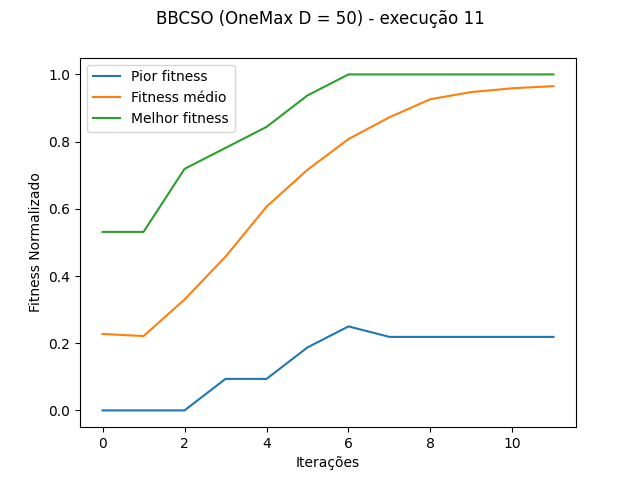 BBCSO (OneMax D = 50) - execução 11
Pior fitness
Fitness médio
Melhor fitness
1.0
0.8
0.6
0.4
0.2
0.0
Fitness Normalizado
0 2 4 6 8 10
Iterações